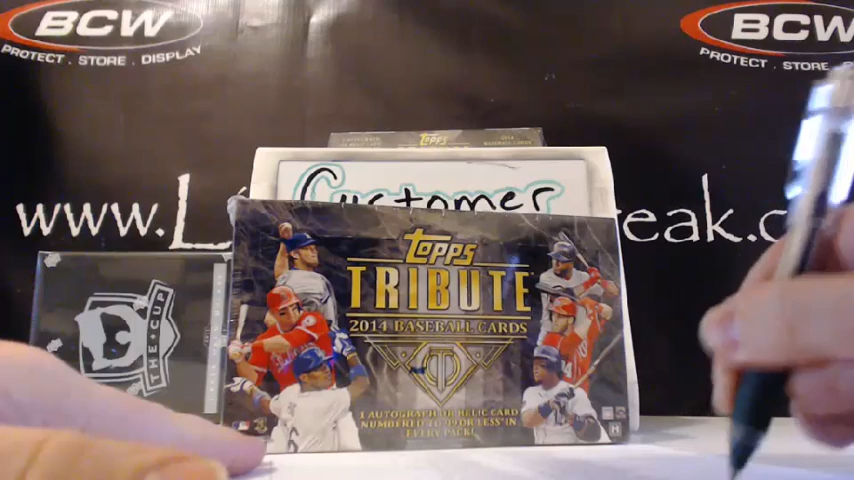 BCW
PROTECT . STORE . DISPLAY
BCW
PROTECT . STORE
Topps
Customer
www.L
reak.c
Topps
TRIBUTE
2014 BASEBALL CARDS
THE CUP
1 AUTOGRAPH OR RELIC CARD
NUMBERED TO 99 OR LESS IN
EVERY PACK!